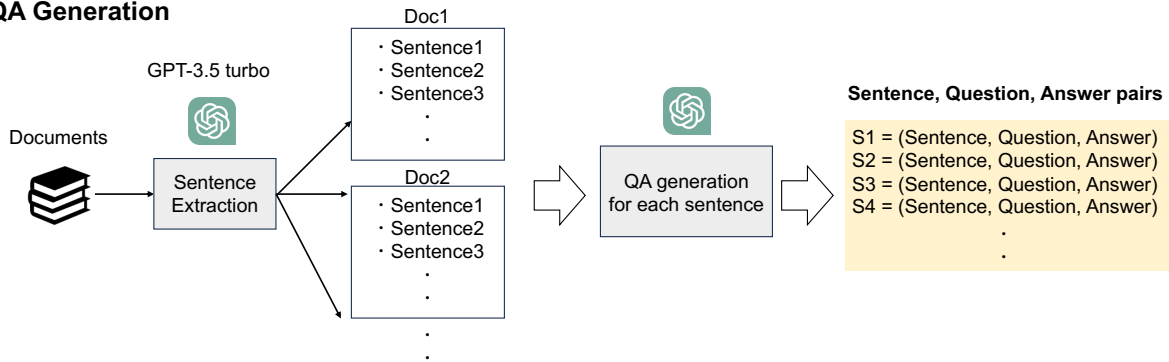 QA Generation
GPT-3.5 turbo
Documents
Sentence
Extraction
Doc1
・Sentence1
・Sentence2
・Sentence3
・
・
Doc2
・Sentence1
・Sentence2
・Sentence3
・
・
・
・
QA generation
for each sentence
Sentence, Question, Answer pairs
S1 = (Sentence, Question, Answer)
S2 = (Sentence, Question, Answer)
S3 = (Sentence, Question, Answer)
S4 = (Sentence, Question, Answer)
・
・